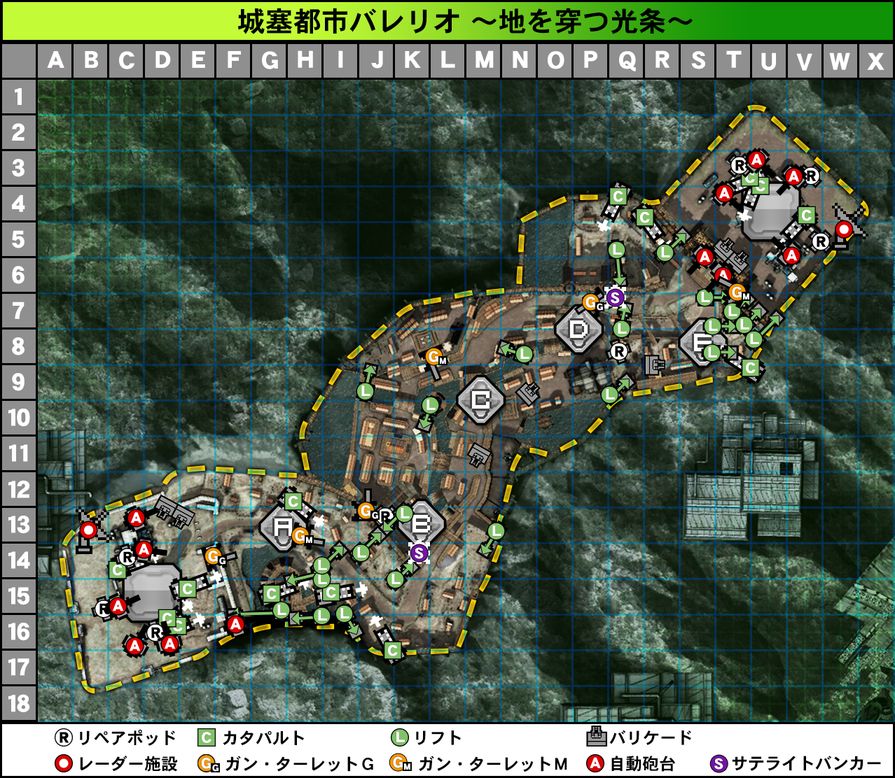 城塞都市バレリオ ～地を穿つ光条～
A B C D E F G H I J K L M N O P Q R S T U V W X
1
2
3
R A A R
C C A
4
C A C C
5
L R
6
L L A A A
7
G G S L G M
L
8
D L L L E L L
G M L R L
9
L C
10
L C L
11
12
C
13
A G G R L B L
A G M
14
R A G G L L S
C L
15
R A C C L C L
16
C C R A L L L
A A
17
C
18
R リペアポッド C カタパルト L リフト バリケード
レーダー施設 G G ガン・ターレットG G M ガン・ターレットM A 自動砲台 S サテライトバンカー